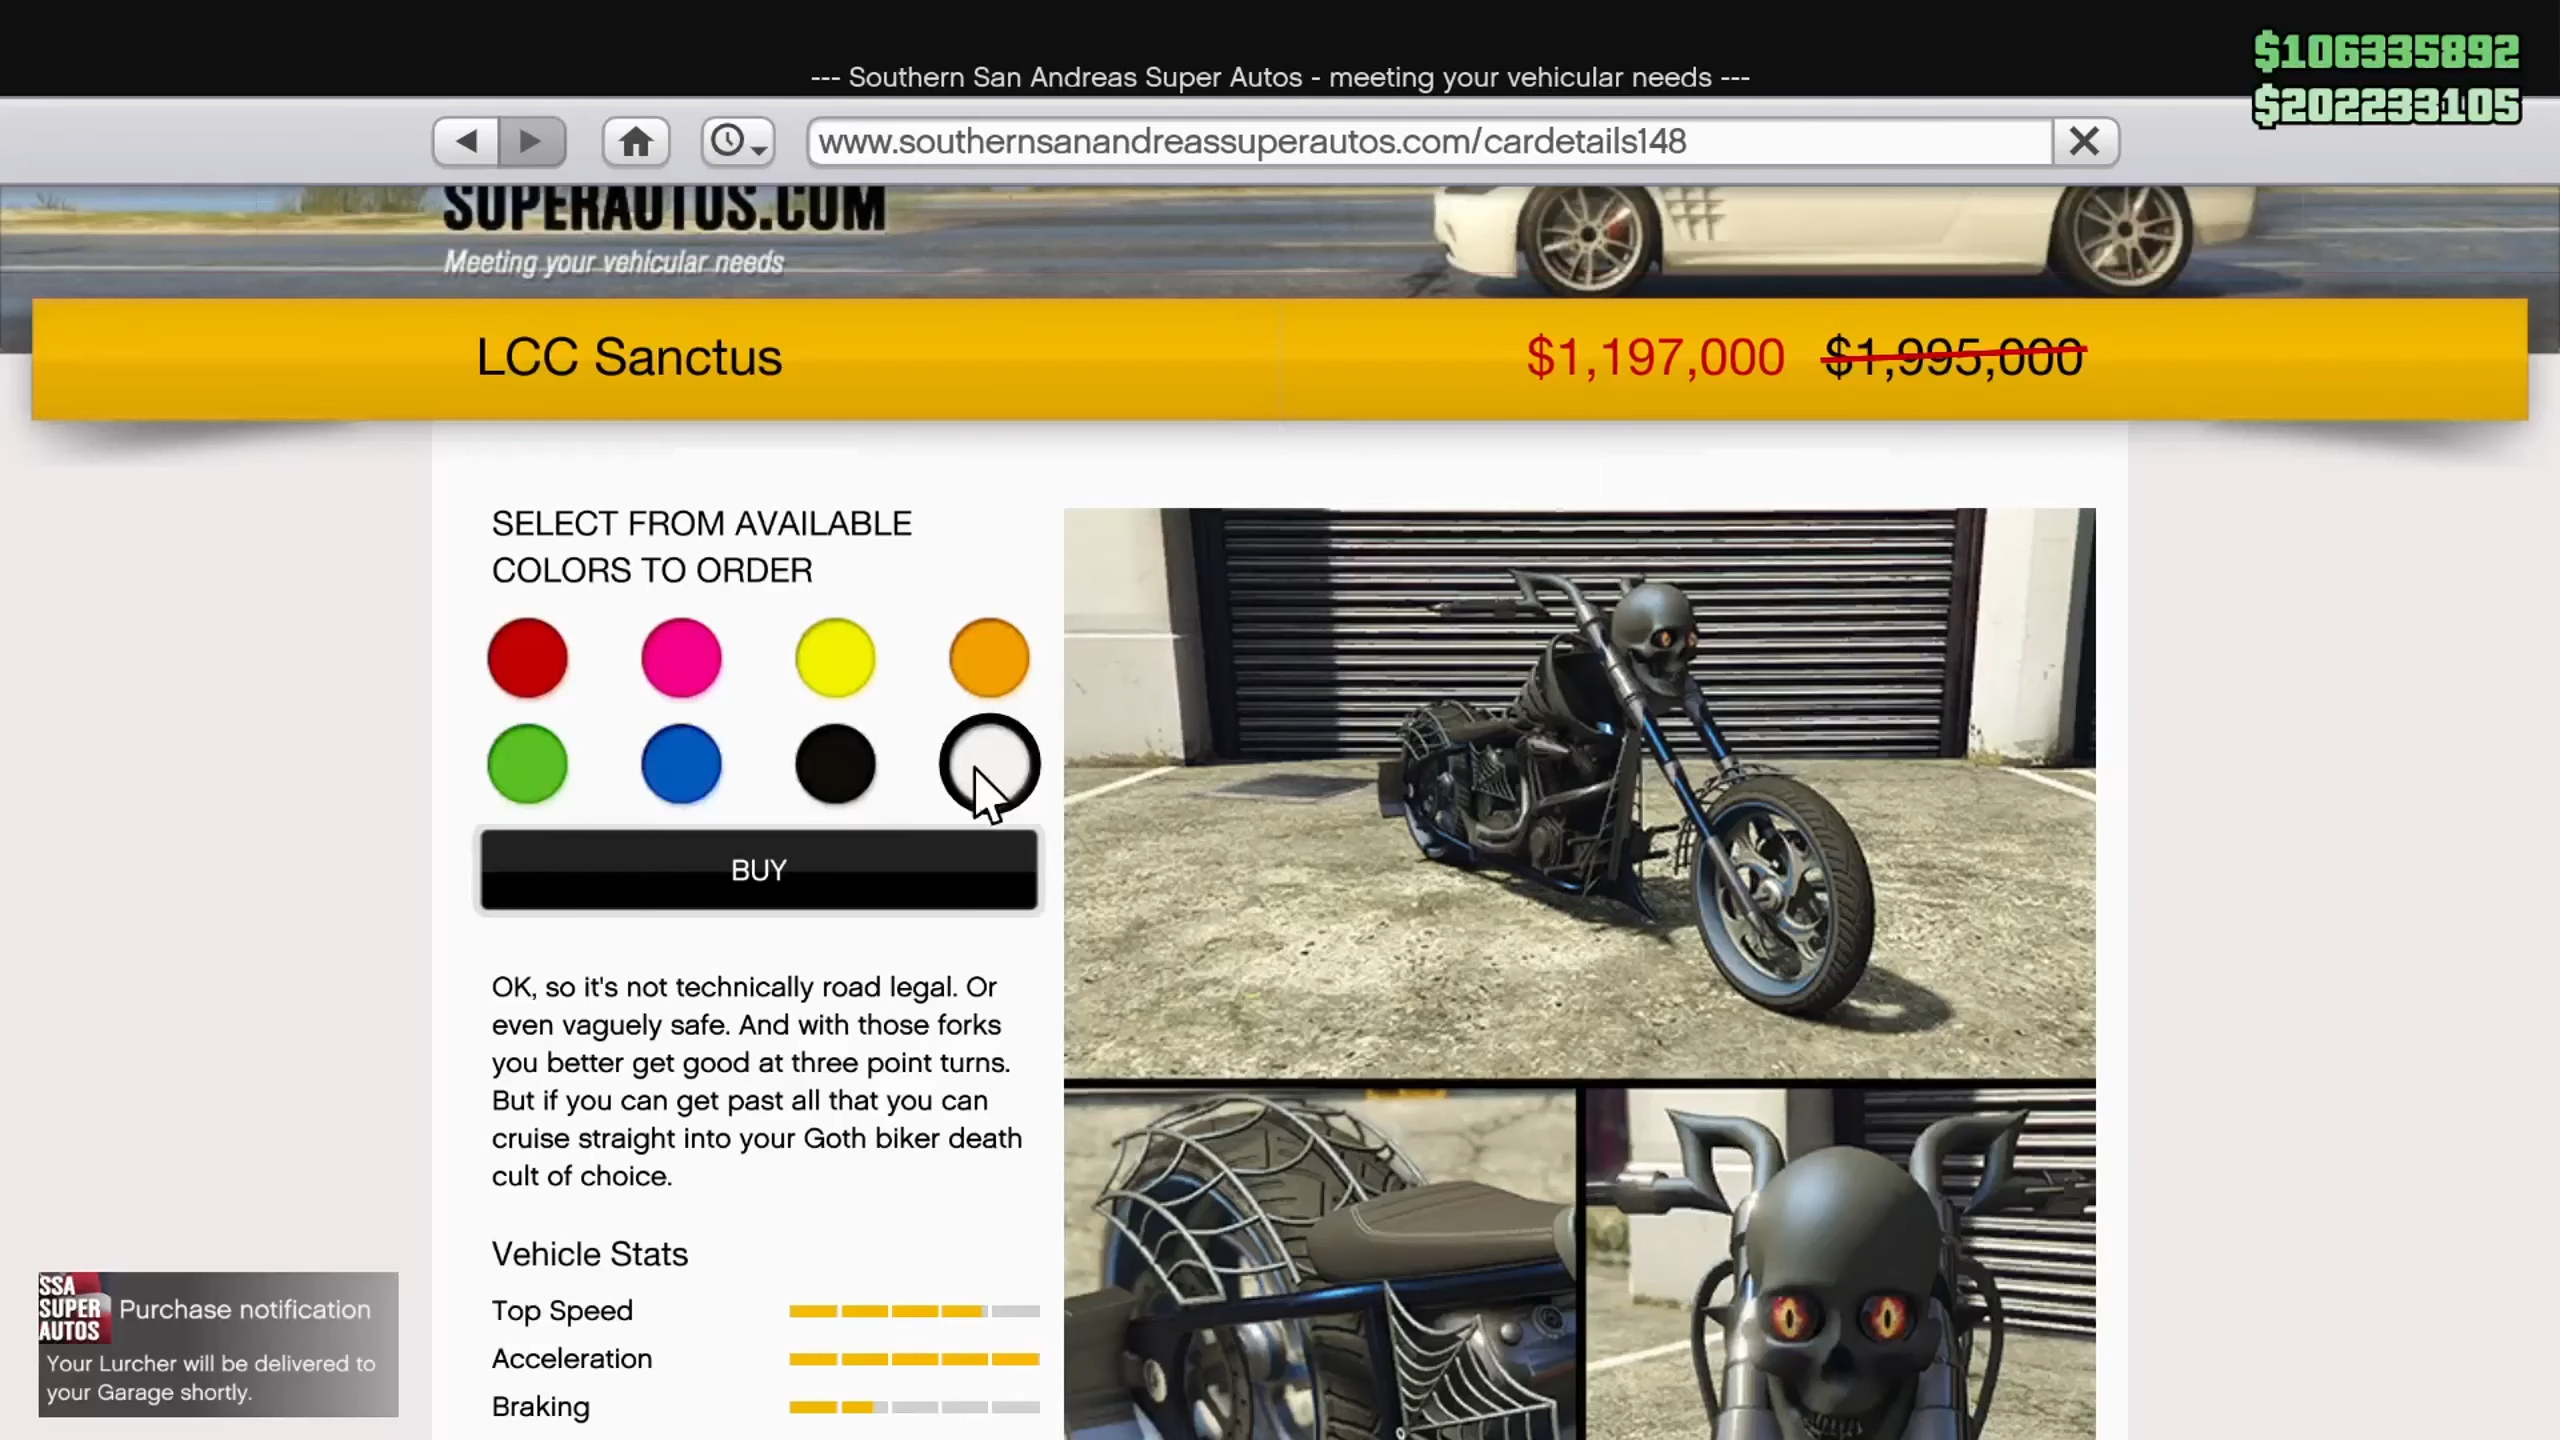 --- Southern San Andreas Super Autos - meeting your vehicular needs ---
$106335892
$202233105
www.southernsanandreassuperautos.com/cardetails148
SUPERAUTOS.COM
Meeting your vehicular needs
LCC Sanctus
$1,197,000 $1,995,000
SELECT FROM AVAILABLE
COLORS TO ORDER
BUY
OK, so it's not technically road legal. Or
even vaguely safe. And with those forks
you better get good at three point turns.
But if you can get past all that you can
cruise straight into your Goth biker death
cult of choice.
Vehicle Stats
Top Speed
Acceleration
Braking
SSA
SUPER
AUTOS
Purchase notification
Your Lurcher will be delivered to
your Garage shortly.